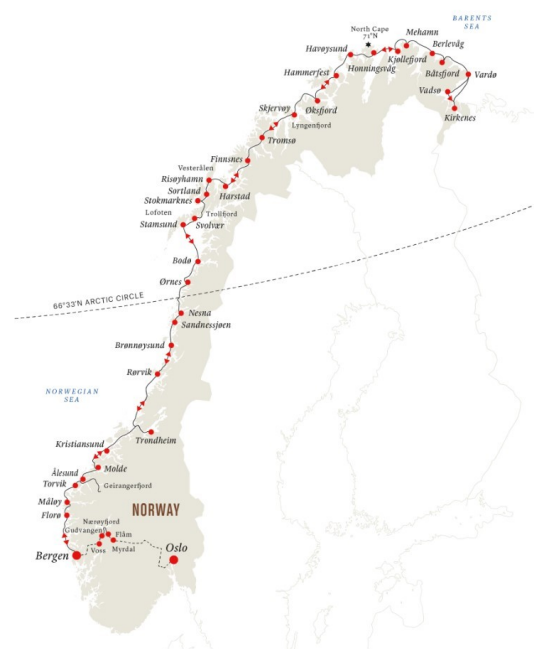 BARENTS
SEA
North Cape
71°N
Mehamn
Berlevåg
Havøysund
Kjøllefjord
Honningsvåg
Båtsfjord
Vardø
Hammerfest
Vadsø
Øksfjord
Kirkenes
Skjervøy
Lyngenfjord
Tromsø
Finnsnes
Vesterålen
Risøyhamn
Harstad
Sortland
Stokmarknes
Lofoten
Trollfjord
Stamsund
Svolvær
Bodø
Ørnes
66°33'N ARCTIC CIRCLE
Nesna
Sandnessjøen
Brønnøysund
Rørvik
NORWEGIAN
SEA
Trondheim
Kristiansund
Molde
Ålesund
Torvik
Geirangerfjord
Måløy
Florø
NORWAY
Nærøyfjord
Gudvangen
Flåm
Bergen
Voss
Myrdal
Oslo